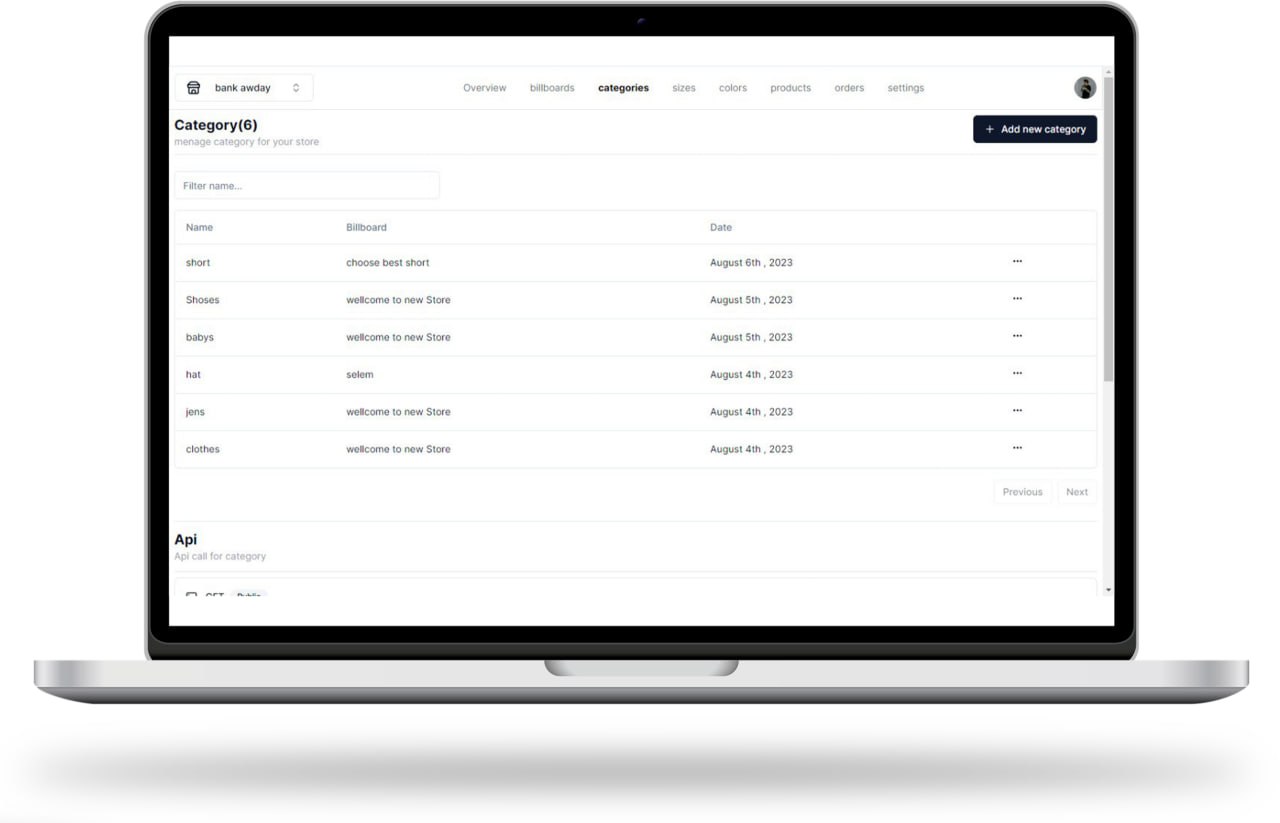 bank awday Overview billboards categories sizes colors products orders settings
Category(6) + Add new category
menage category for your store
Filter name...
Name Billboard Date
short choose best short August 6th , 2023 ...
Shoses wellcome to new Store August 5th , 2023 ...
babys wellcome to new Store August 5th , 2023 ...
hat selem August 4th , 2023 ...
jens wellcome to new Store August 4th , 2023 ...
clothes wellcome to new Store August 4th , 2023 ...
Previous Next
Api
Api call for category
GET Public